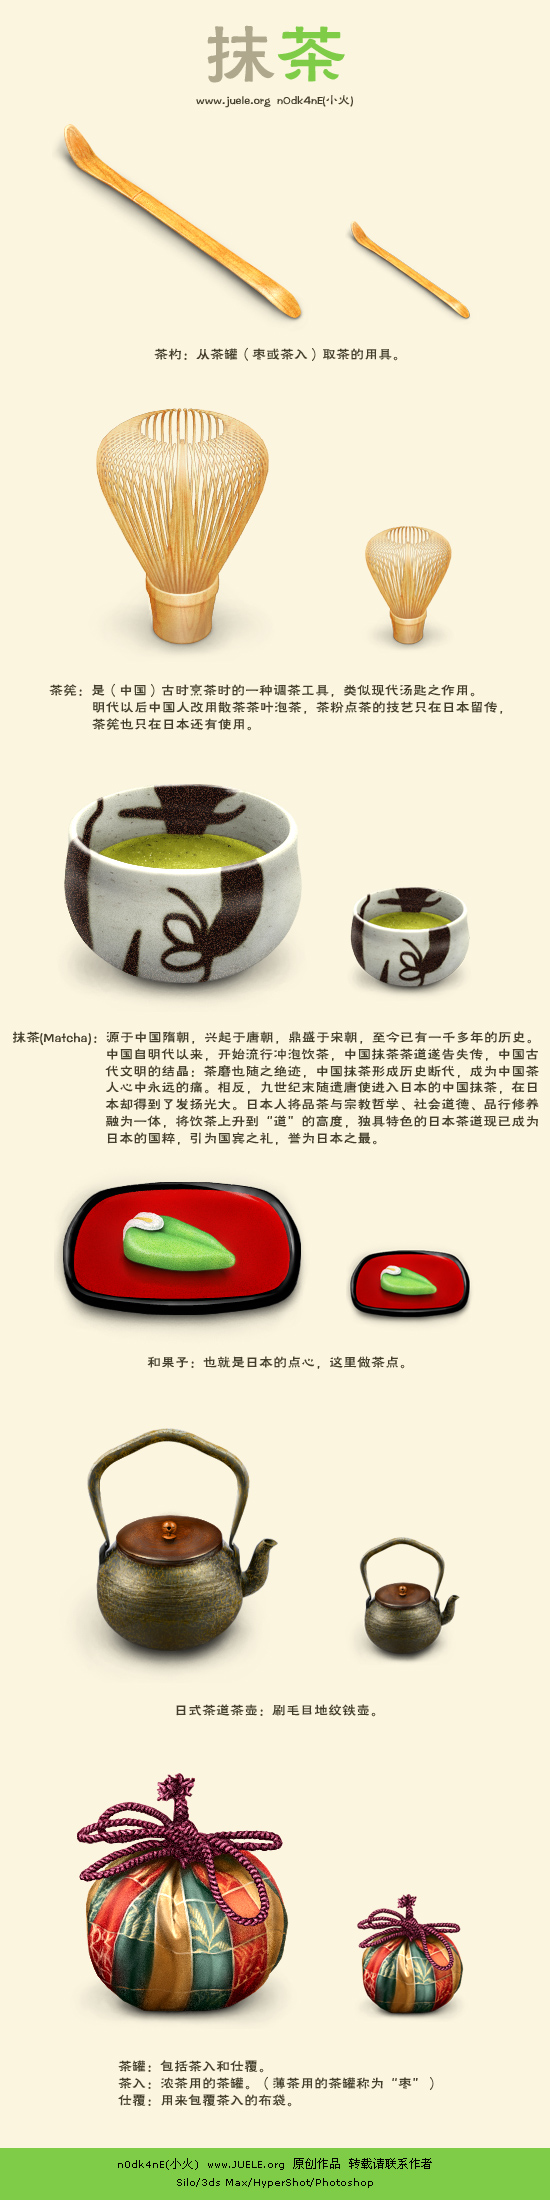 抹茶
www.juele.org n0dk4nE(小火)
茶杓：从茶罐（枣或茶入）取茶的用具。
茶筅：是（中国）古时烹茶时的一种调茶工具，类似现代汤匙之作用。
明代以后中国人改用散茶茶叶泡茶，茶粉点茶的技艺只在日本留传，
茶筅也只在日本还有使用。
抹茶(Matcha)：源于中国隋朝，兴起于唐朝，鼎盛于宋朝，至今已有一千多年的历史。
中国自明代以来，开始流行冲泡饮茶，中国抹茶茶道遂告失传，中国古
代文明的结晶：茶磨也随之绝迹，中国抹茶形成历史断代，成为中国茶
人心中永远的痛。相反，九世纪末随遣唐使进入日本的中国抹茶，在日
本却得到了发扬光大。日本人将品茶与宗教哲学、社会道德、品行修养
融为一体，将饮茶上升到“道”的高度，独具特色的日本茶道现已成为
日本的国粹，引为国宾之礼，誉为日本之最。
和果子：也就是日本的点心，这里做茶点。
日式茶道茶壶：刷毛目地纹铁壶。
茶罐：包括茶入和仕覆。
茶入：浓茶用的茶罐。（薄茶用的茶罐称为“枣”）
仕覆：用来包覆茶入的布袋。
n0dk4nE(小火) www.JUELE.org 原创作品 转载请联系作者
Silo/3ds Max/HyperShot/Photoshop